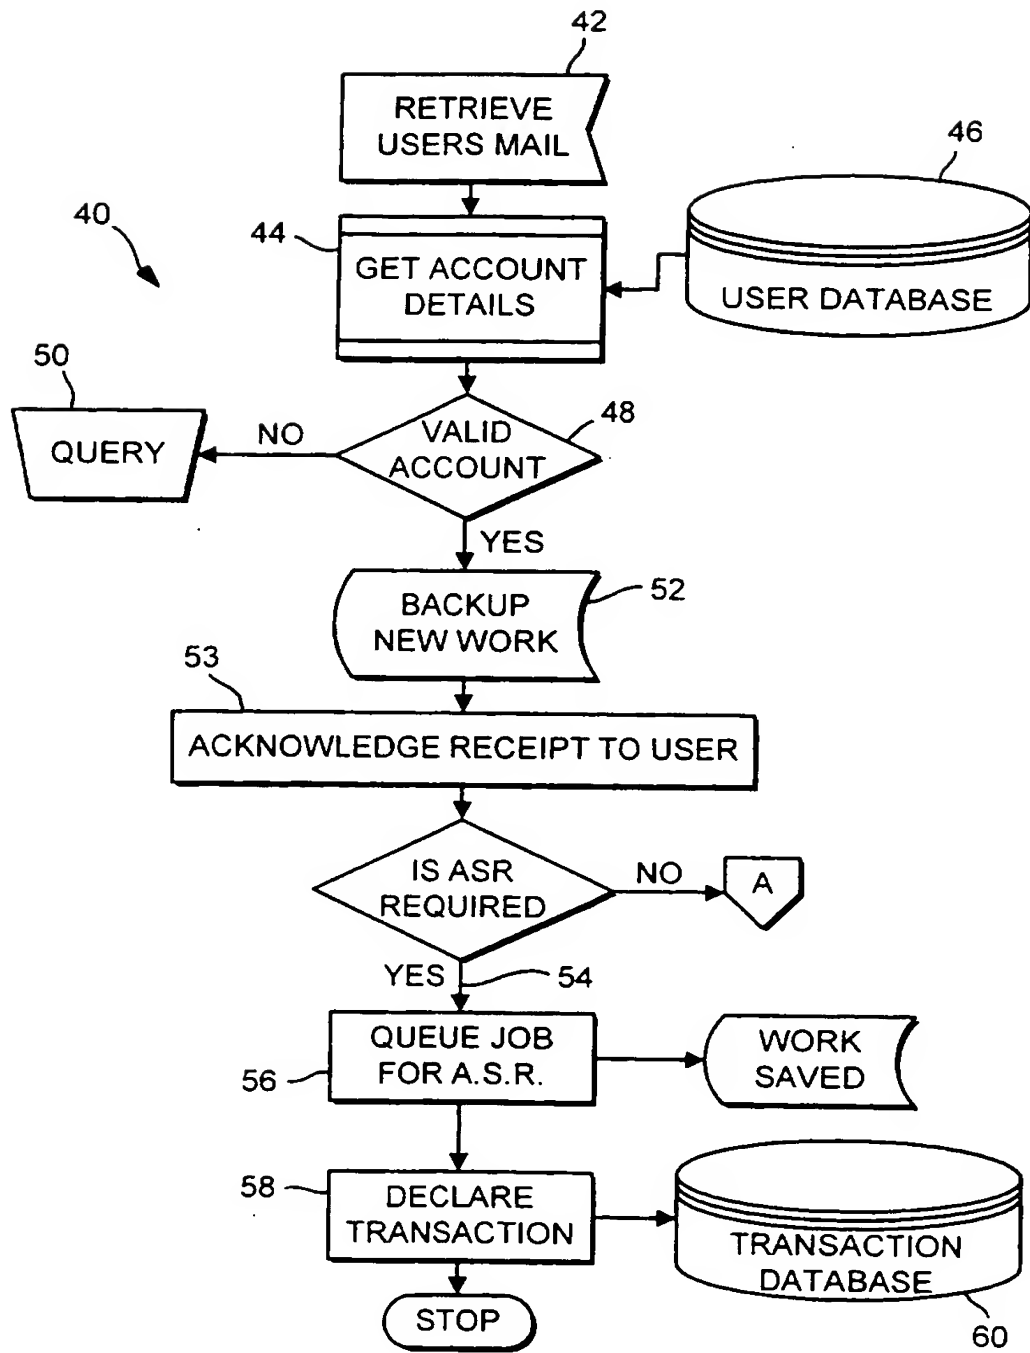 42
RETRIEVE
USERS MAIL
40
44
GET ACCOUNT
DETAILS
46
USER DATABASE
50
QUERY
NO
VALID
ACCOUNT
48
YES
BACKUP
NEW WORK
52
53
ACKNOWLEDGE RECEIPT TO USER
IS ASR
REQUIRED
NO
A
YES
54
QUEUE JOB
FOR A.S.R.
56
WORK
SAVED
58
DECLARE
TRANSACTION
TRANSACTION
DATABASE
60
STOP